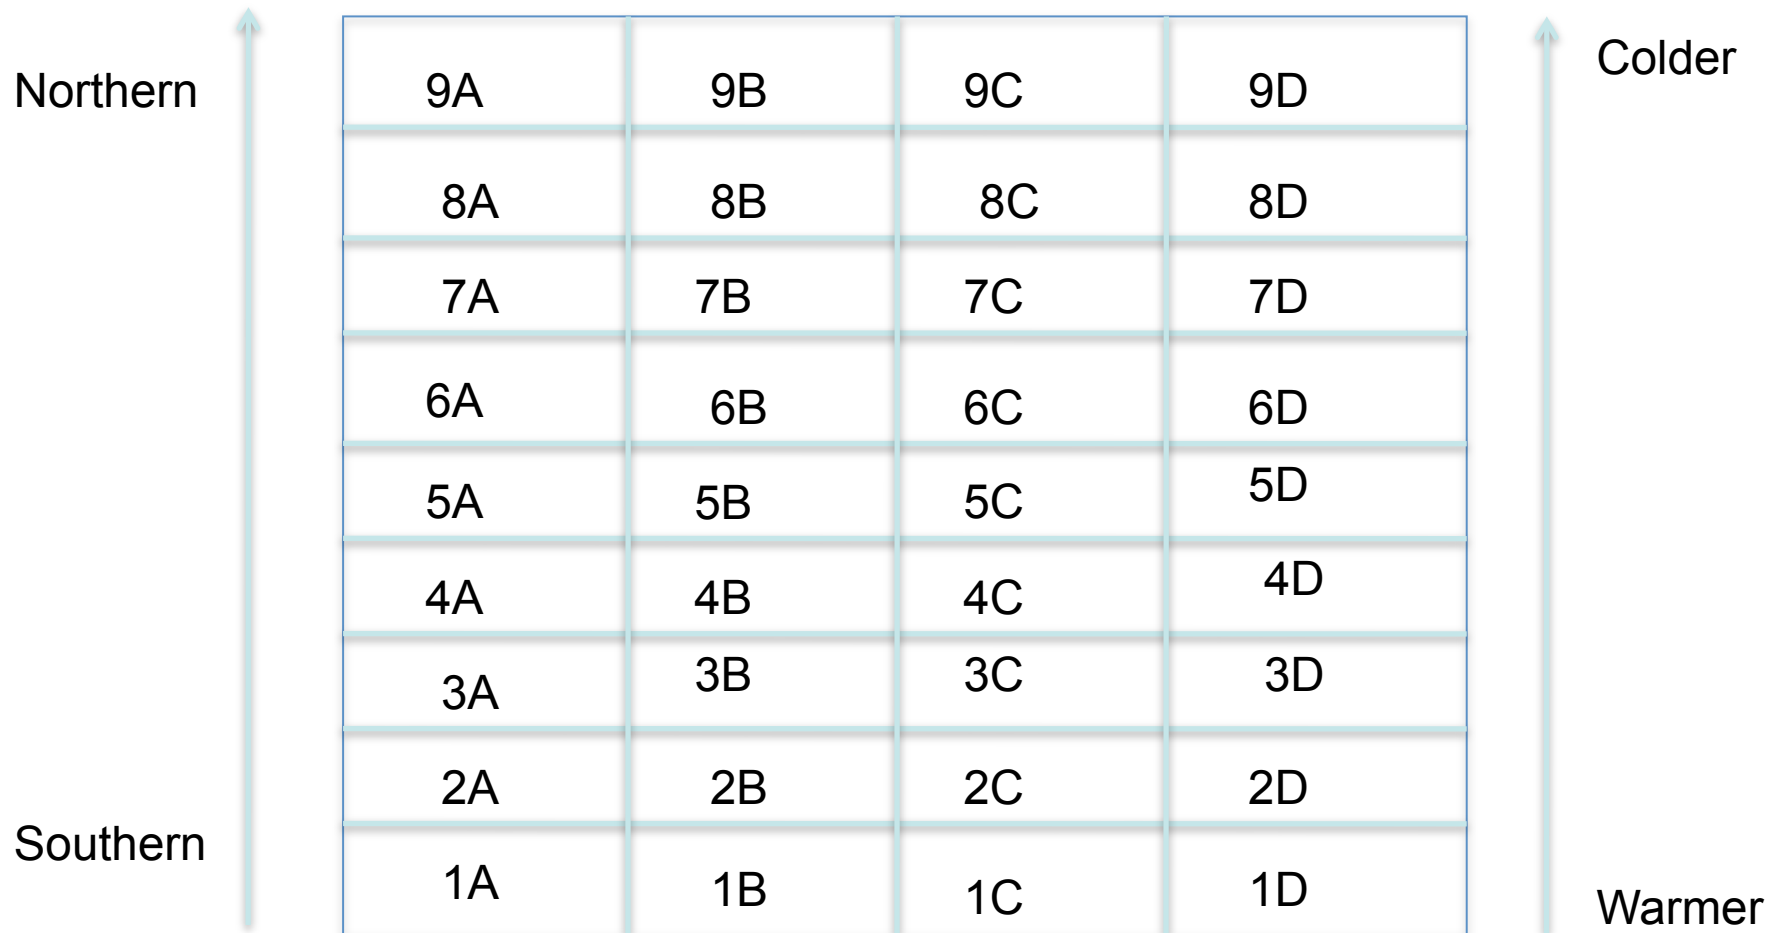 Colder
Northern 9A 9B 9C 9D
8A 8B 8C 8D
7A 7B 7C 7D
6A 6B 6C 6D
5A 5B 5C 5D
4A 4B 4C 4D
3A 3B 3C 3D
2A 2B 2C 2D
Southern
1A 1B 1C 1D
Warmer